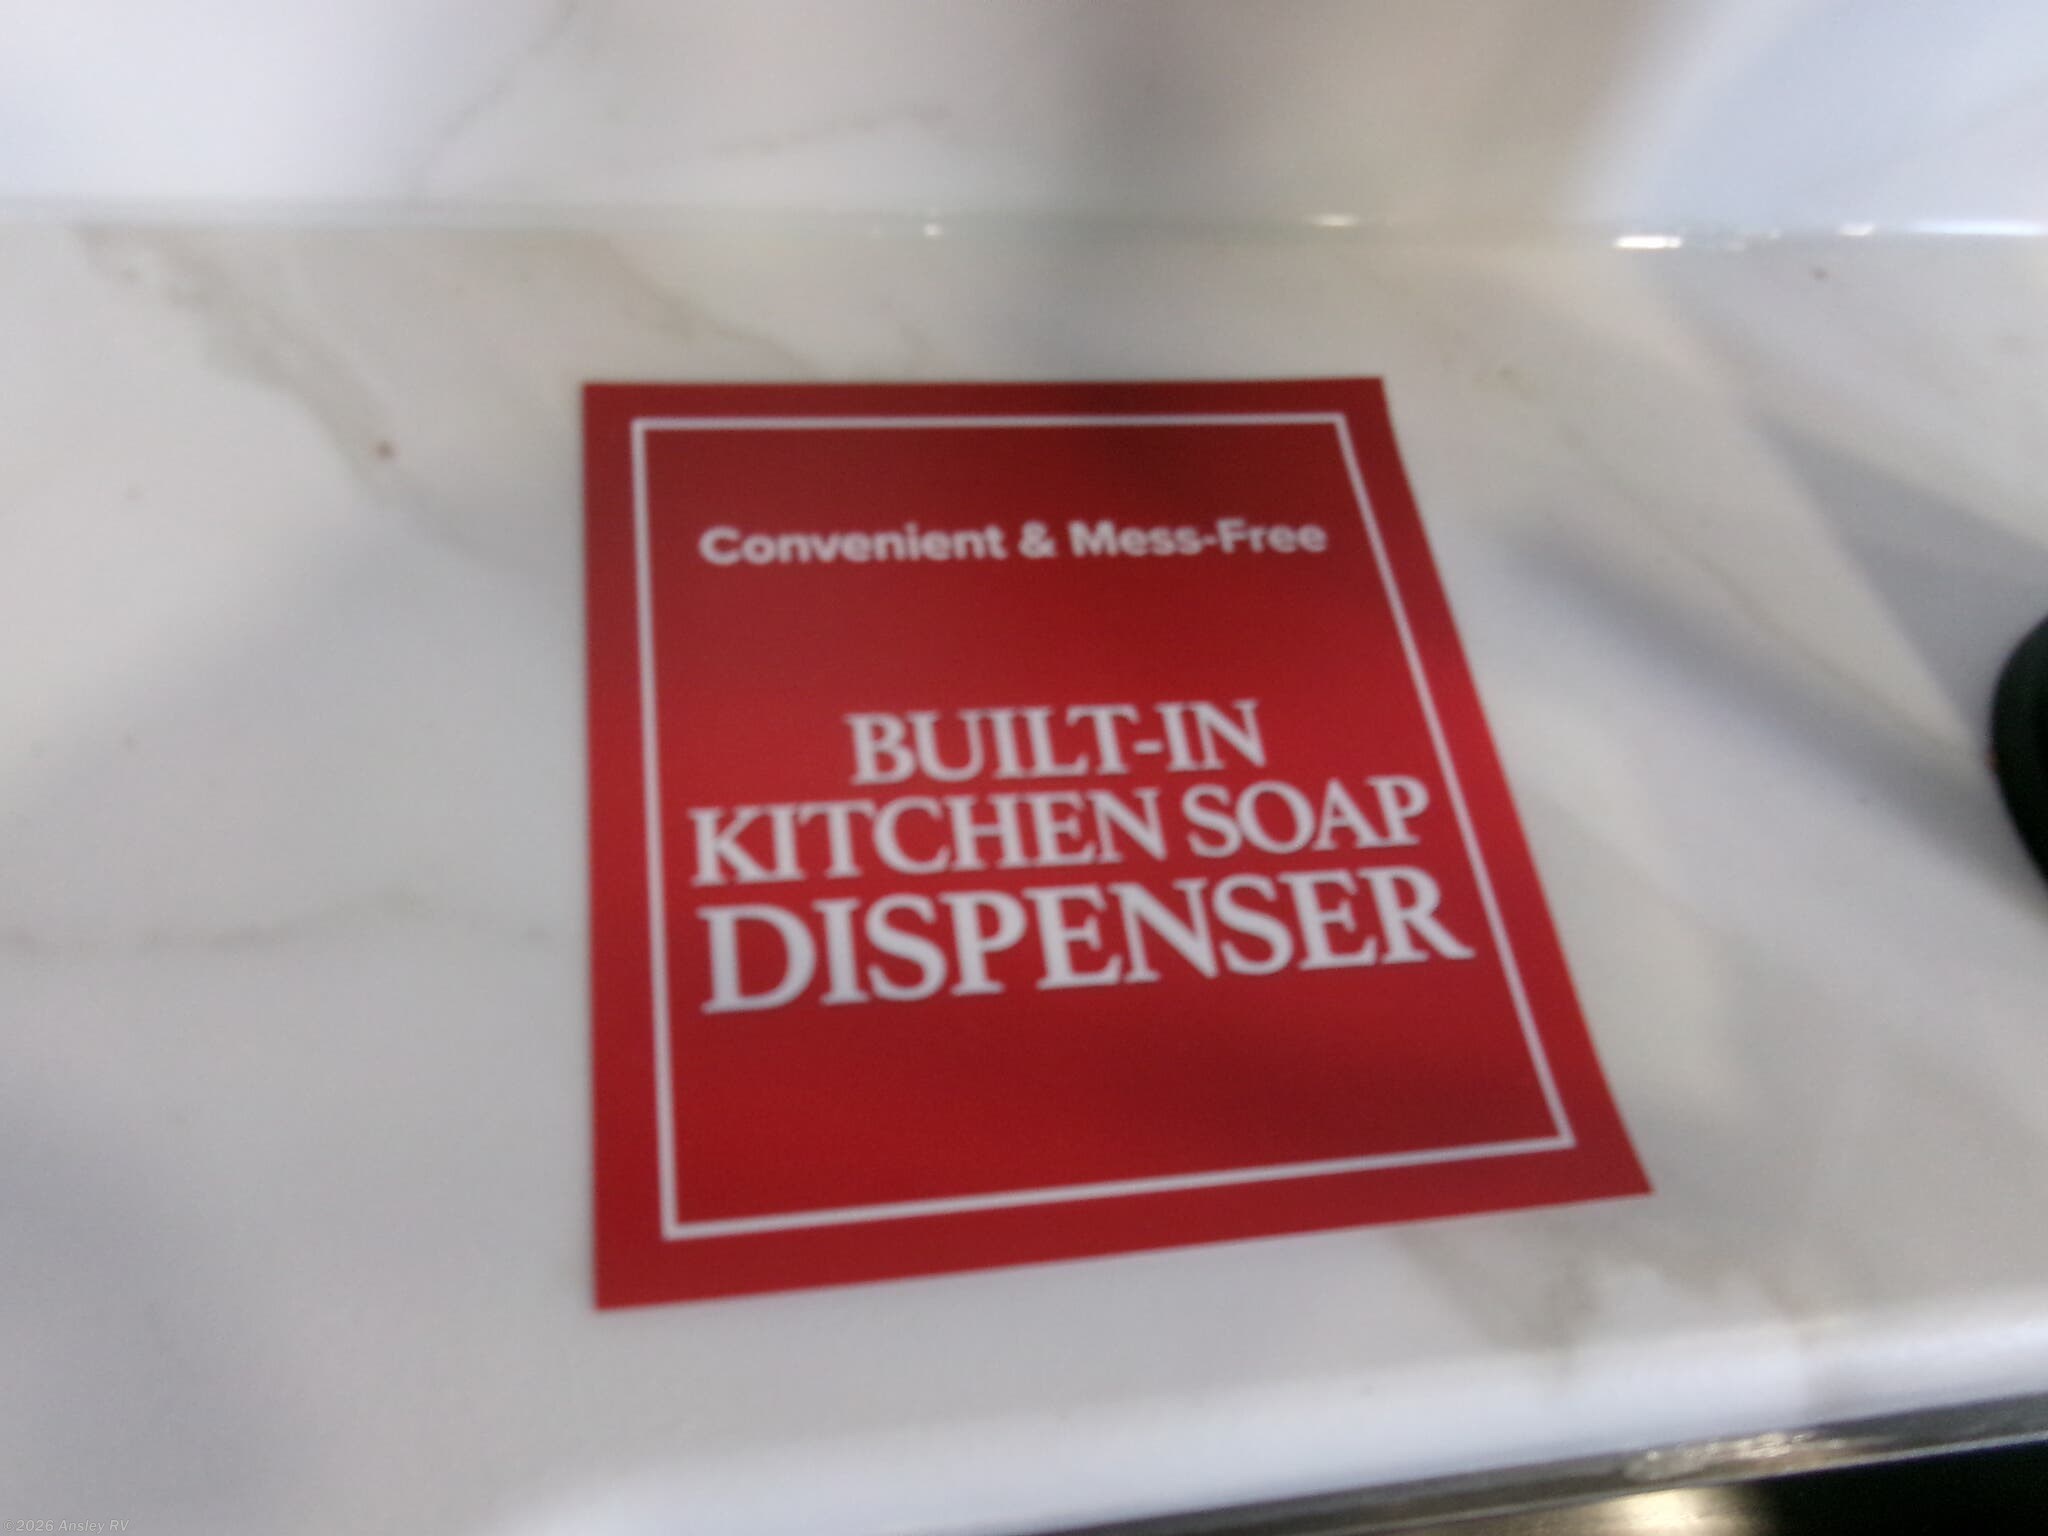 Convenient & Mess-Free
BUILT-IN
KITCHEN SOAP
DISPENSER
©2026 Ansley RV